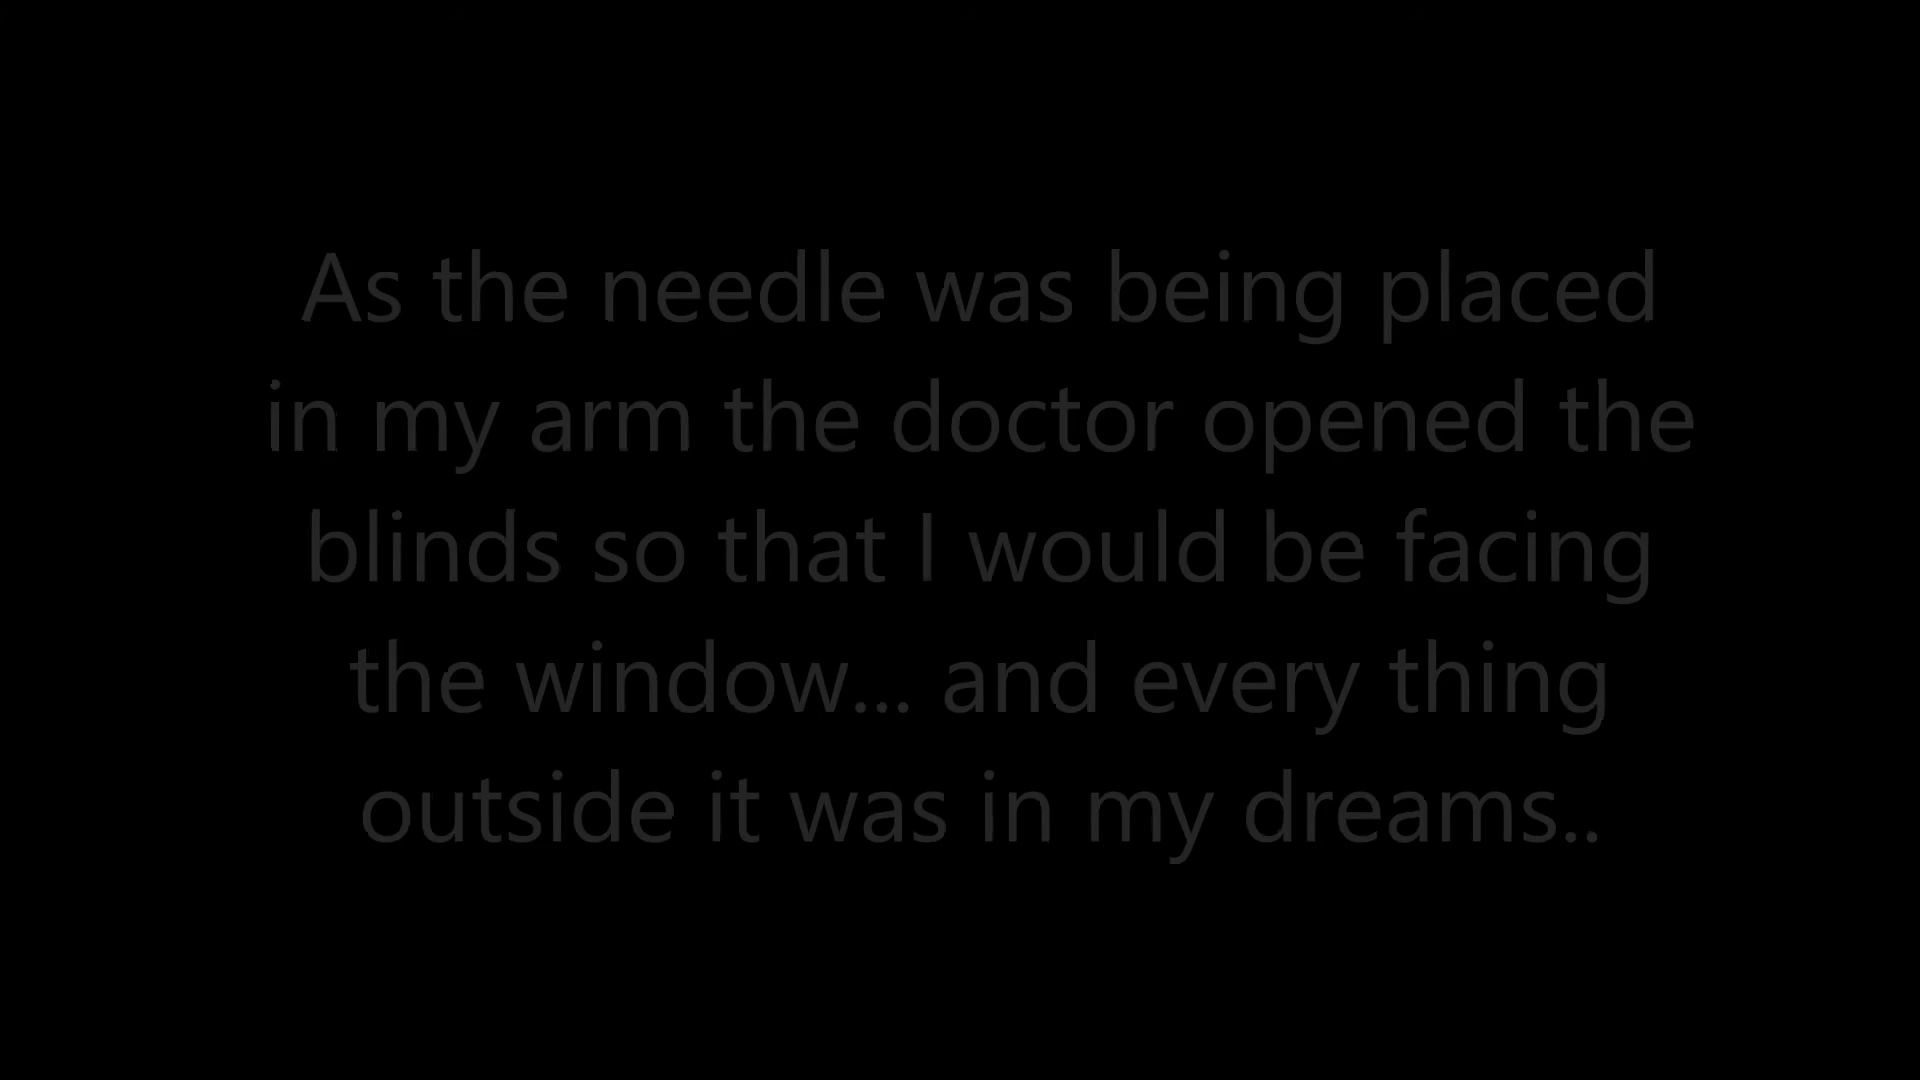 As the needle was being placed
in my arm the doctor opened the
blinds so that I would be facing
the window... and every thing
outside it was in my dreams..